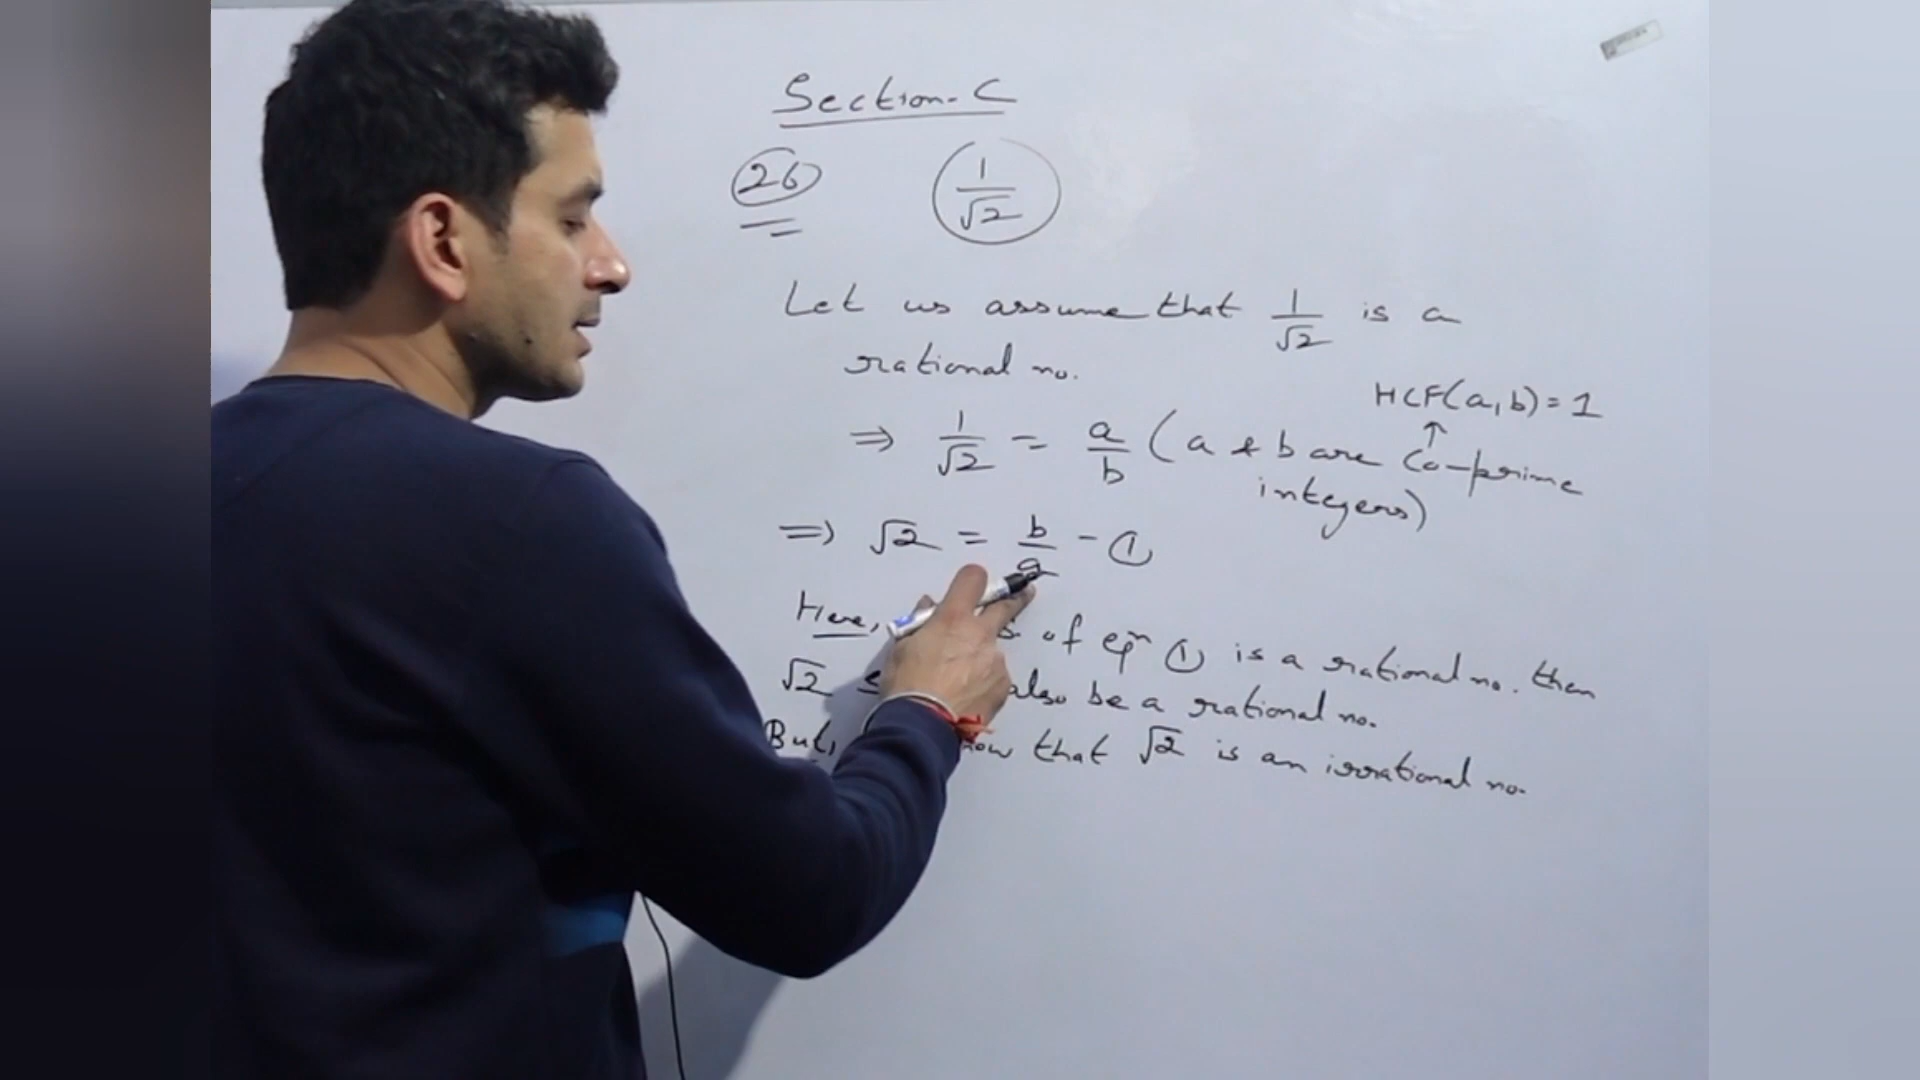 Section-C
26
1/√2
Let us assume that 1/√2 is a
rational no.
HCF(a,b)=1
↑
⇒ 1/√2 = a/b (a & b are Co-prime
integers)
⇒ √2 = b/a - ①
Here, of eqn ① is a rational no. then
√2 also be a rational no.
But, that √2 is an irrational no.